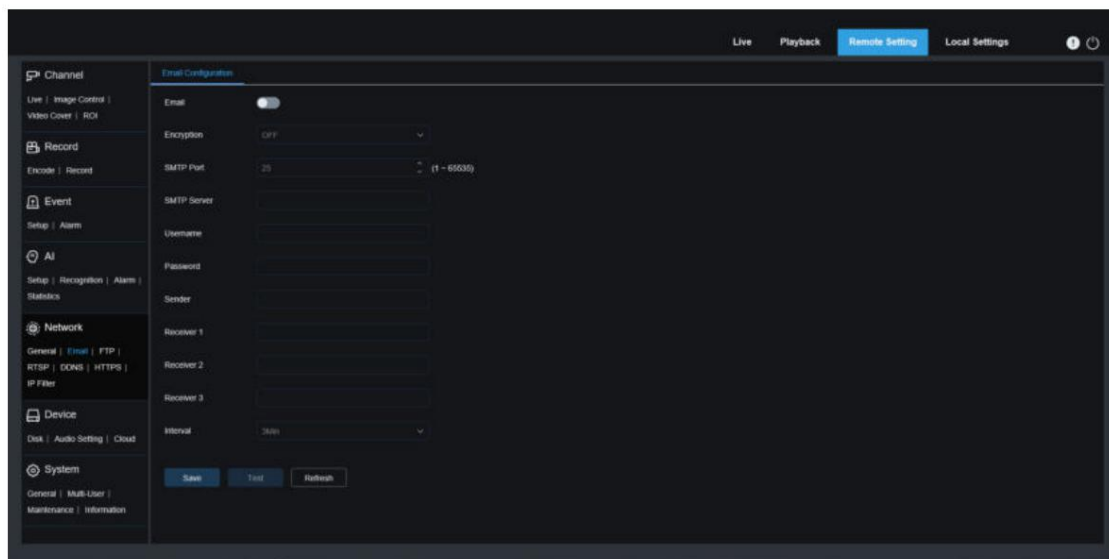 Live Playback Remote Setting Local Settings
Channel
Live | Image Control |
Video Cover | ROI
Record
Encode | Record
Event
Setup | Alarm
AI
Setup | Recognition | Alarm |
Statistics
Network
General | Email | FTP |
RTSP | DDNS | HTTPS |
IP Filter
Device
Disk | Audio Setting | Cloud
System
General | Multi-User |
Maintenance | Information
Email Configuration
Email
Encryption OFF
SMTP Port 25 (1 ~ 65535)
SMTP Server
Username
Password
Sender
Receiver 1
Receiver 2
Receiver 3
Interval 3Min
Save Test Refresh